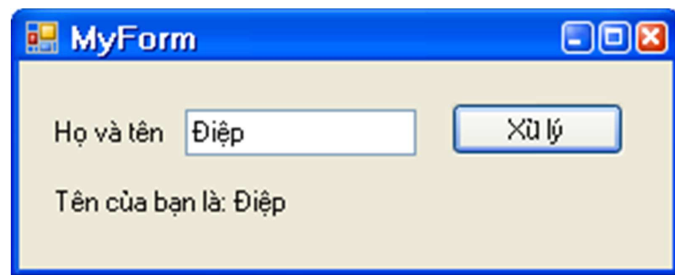 MyForm
Họ và tên Điệp Xử lý
Tên của bạn là: Điệp